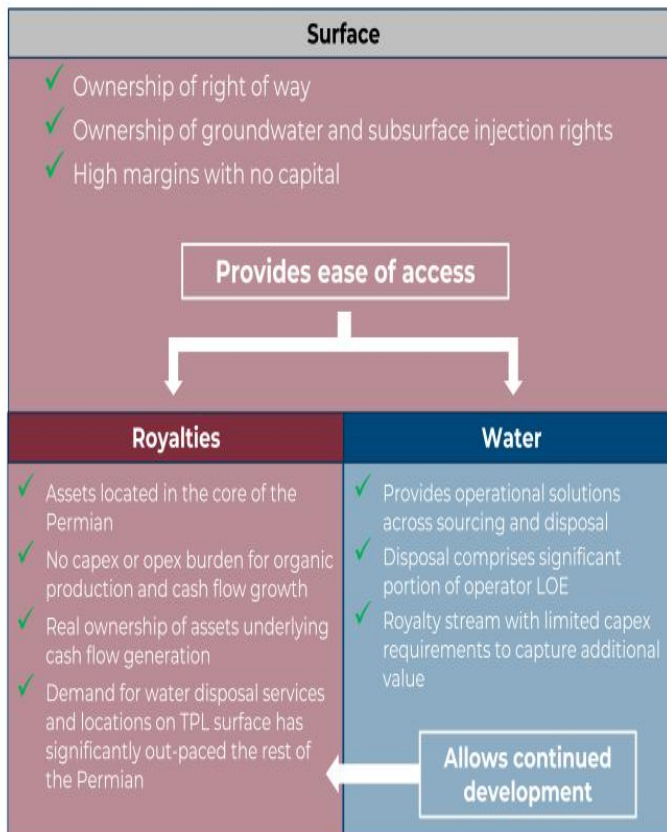 Surface
Ownership of right of way
Ownership of groundwater and subsurface injection rights
High margins with no capital
Provides ease of access
Royalties
Assets located in the core of the
Permian
No capex or opex burden for organic
production and cash flow growth
Real ownership of assets underlying
cash flow generation
Demand for water disposal services
and locations on TPL surface has
significantly out-paced the rest of
the Permian
Water
Provides operational solutions
across sourcing and disposal
Disposal comprises significant
portion of operator LOE
Royalty stream with limited capex
requirements to capture additional
value
Allows continued
development